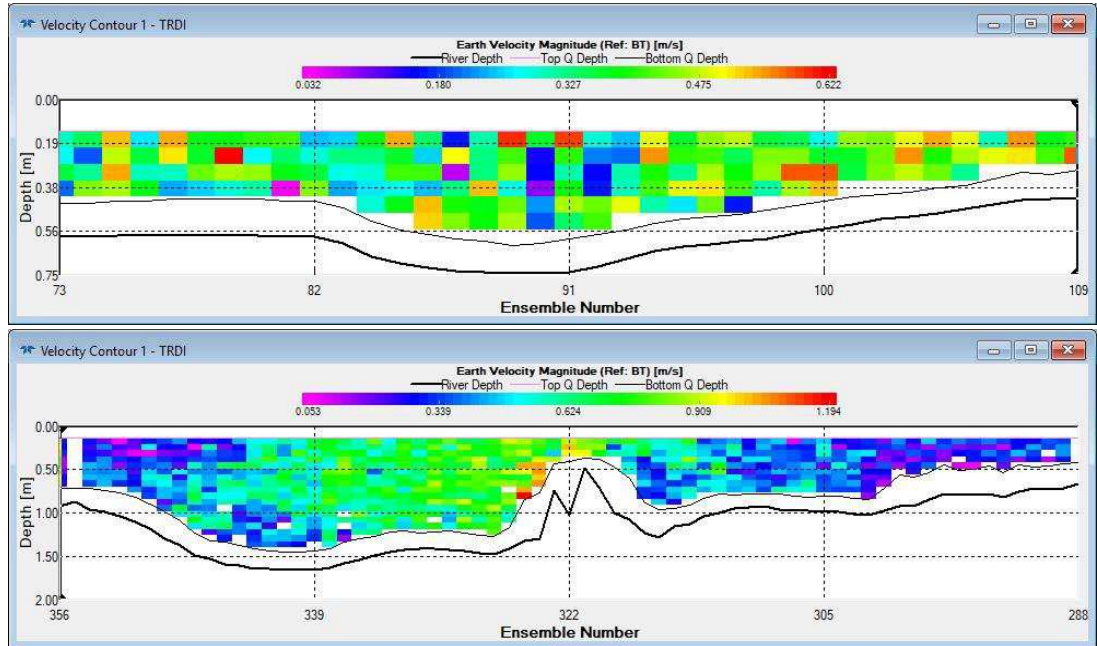 Velocity Contour 1 - TRDI
Earth Velocity Magnitude (Ref: BT) [m/s]
River Depth Top Q Depth Bottom Q Depth
0.032 0.180 0.327 0.475 0.622
0.00
0.19
0.38
0.56
0.75
Depth [m]
73 82 91 100 109
Ensemble Number
Velocity Contour 1 - TRDI
Earth Velocity Magnitude (Ref: BT) [m/s]
River Depth Top Q Depth Bottom Q Depth
0.053 0.339 0.624 0.909 1.194
0.00
0.50
1.00
1.50
2.00
Depth [m]
356 339 322 305 288
Ensemble Number